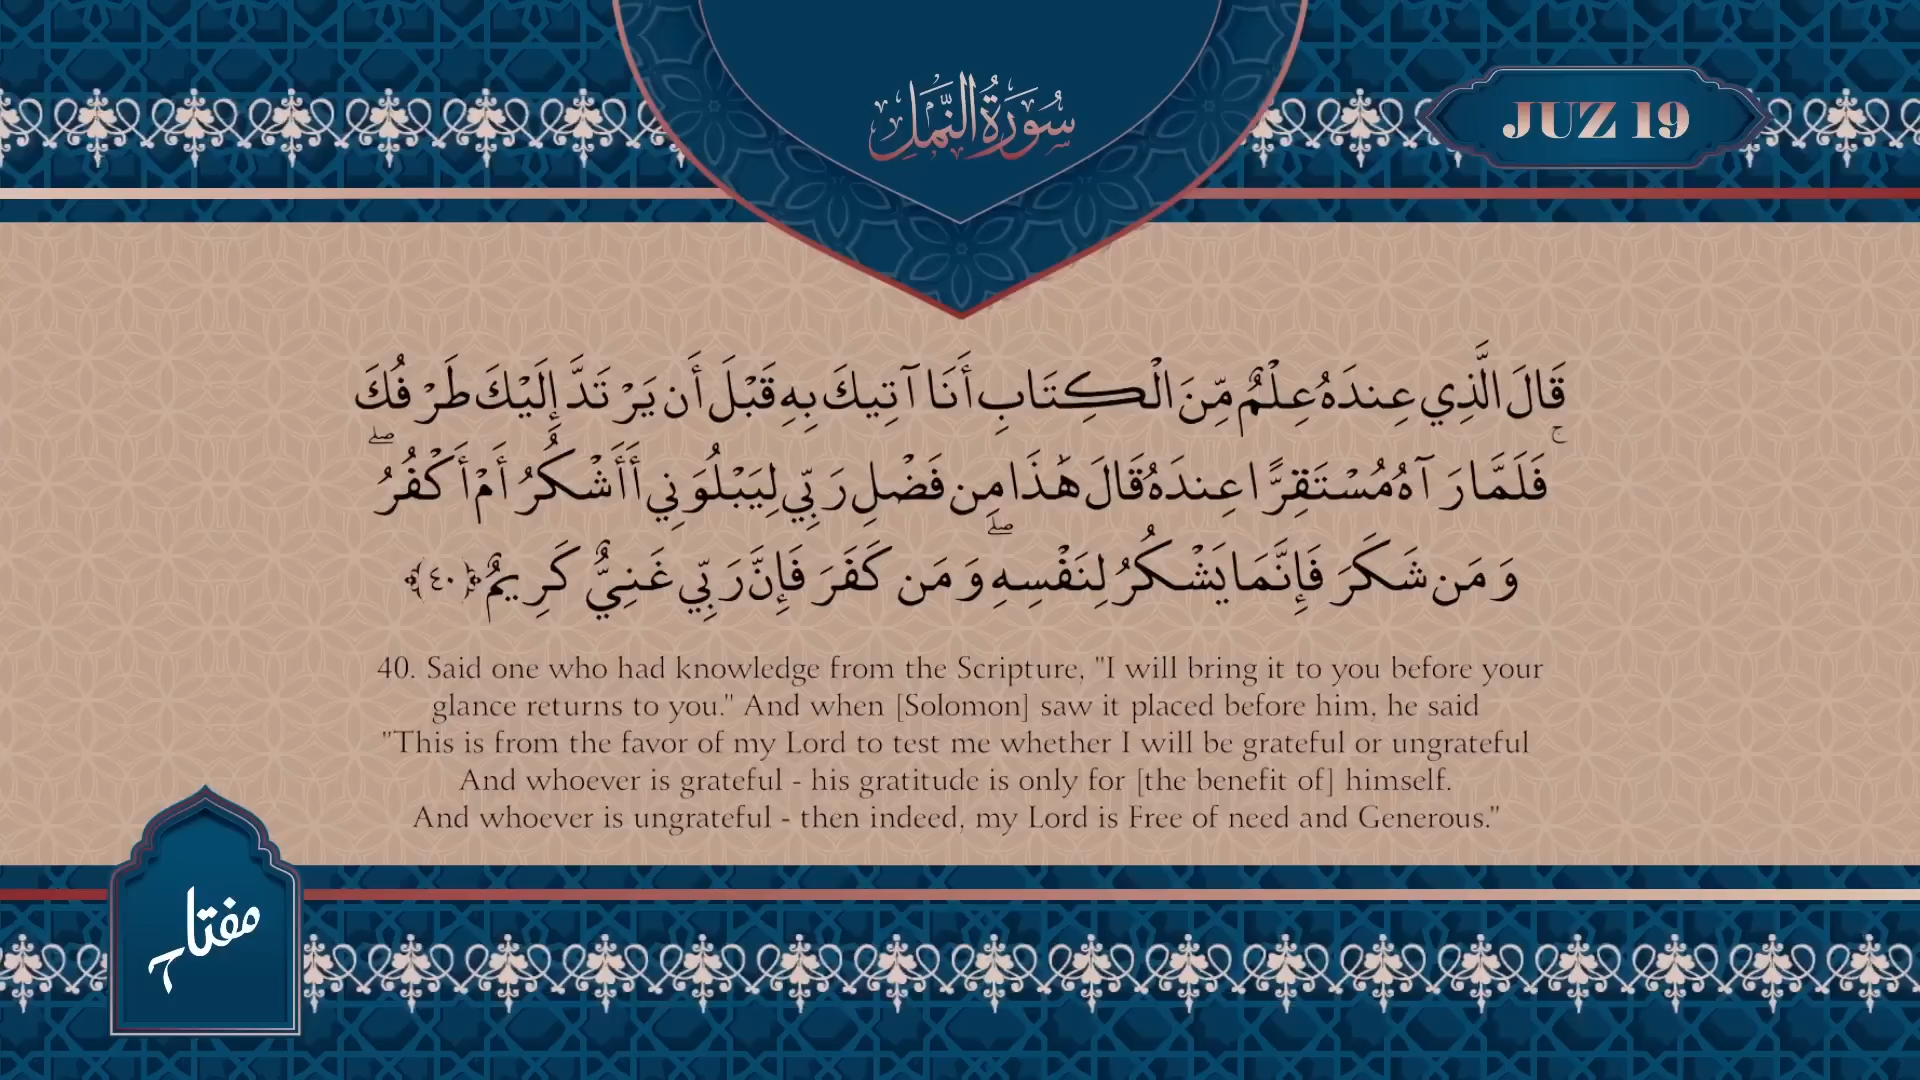 سُورَةُ النَّمْلِ
JUZ 19
قَالَ الَّذِي عِندَهُ عِلْمٌ مِّنَ الْكِتَابِ أَنَا آتِيكَ بِهِ قَبْلَ أَن يَرْتَدَّ إِلَيْكَ طَرْفُكَ ۚ
فَلَمَّا رَآهُ مُسْتَقِرًّا عِندَهُ قَالَ هَٰذَا مِن فَضْلِ رَبِّي لِيَبْلُوَنِي أَأَشْكُرُ أَمْ أَكْفُرُ ۖ
وَمَن شَكَرَ فَإِنَّمَا يَشْكُرُ لِنَفْسِهِ ۖ وَمَن كَفَرَ فَإِنَّ رَبِّي غَنِيٌّ كَرِيمٌ ﴿٤٠﴾
40. Said one who had knowledge from the Scripture, "I will bring it to you before your
glance returns to you." And when [Solomon] saw it placed before him, he said
"This is from the favor of my Lord to test me whether I will be grateful or ungrateful
And whoever is grateful - his gratitude is only for [the benefit of] himself.
And whoever is ungrateful - then indeed, my Lord is Free of need and Generous."
مفتاح